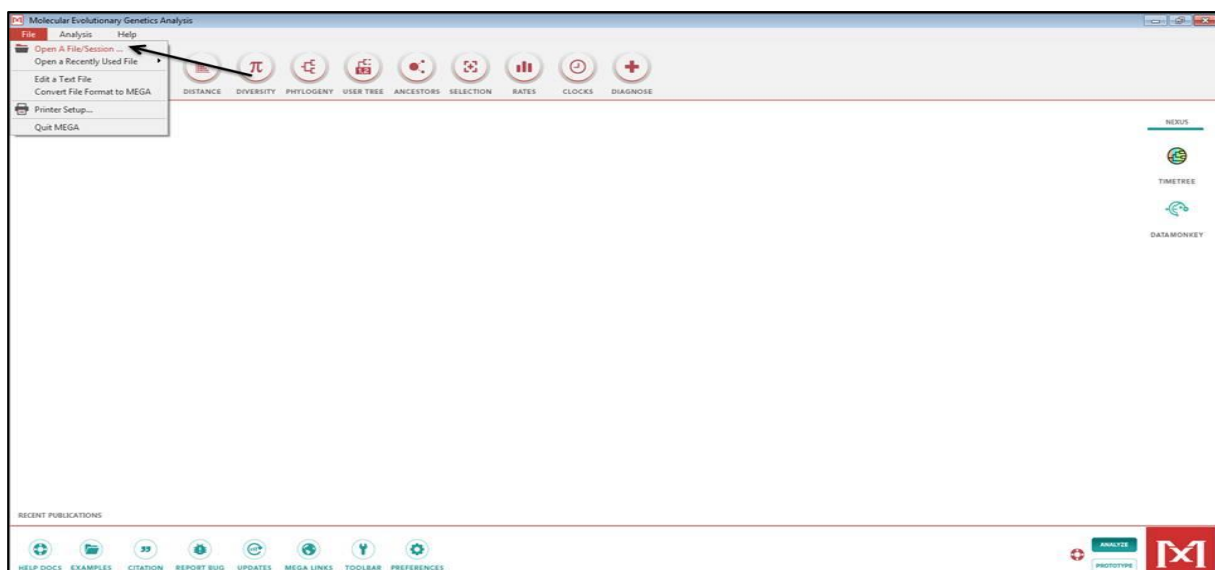 Molecular Evolutionary Genetics Analysis
File Analysis Help
Open A File/Session ...
Open a Recently Used File
Edit a Text File
Convert File Format to MEGA
Printer Setup...
Quit MEGA
π
DISTANCE DIVERSITY PHYLOGENY USER TREE ANCESTORS SELECTION RATES CLOCKS DIAGNOSE
NEXUS
TIMETREE
DATAMONKEY
RECENT PUBLICATIONS
HELP DOCS EXAMPLES CITATION REPORT BUG UPDATES MEGA LINKS TOOLBAR PREFERENCES
ANALYZE
PROTOTYPE
M